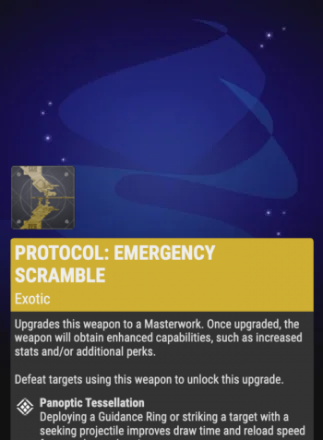 PROTOCOL: EMERGENCY
SCRAMBLE
Exotic
Upgrades this weapon to a Masterwork. Once upgraded, the
weapon will obtain enhanced capabilities, such as increased
stats and/or additional perks.
Defeat targets using this weapon to unlock this upgrade.
Panoptic Tessellation
Deploying a Guidance Ring or striking a target with a
seeking projectile improves draw time and reload speed